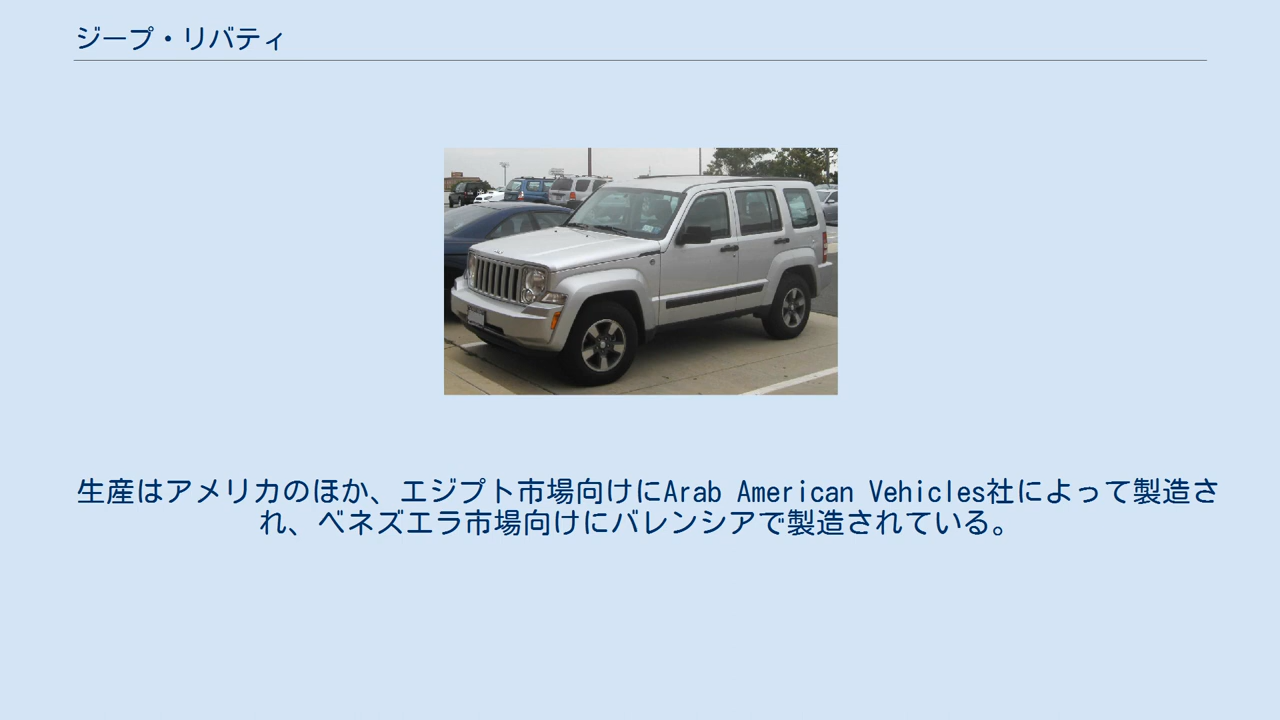 ジープ・リバティ
生産はアメリカのほか、エジプト市場向けにArab American Vehicles社によって製造さ
れ、ベネズエラ市場向けにバレンシアで製造されている。